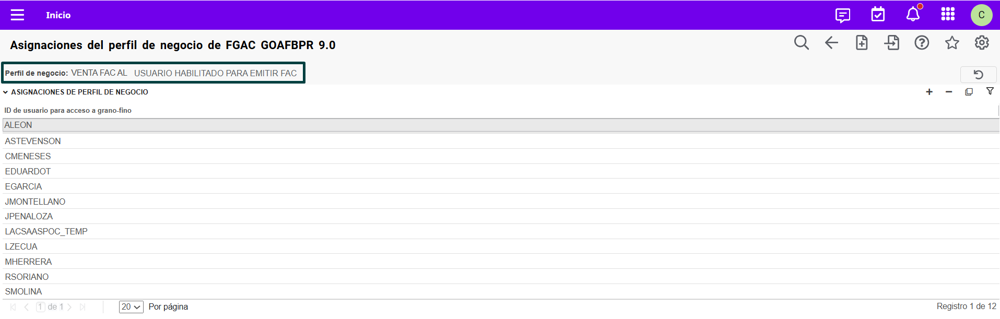 Inicio
C
Asignaciones del perfil de negocio de FGAC GOAFBPR 9.0
Perfil de negocio: VENTA FAC AL USUARIO HABILITADO PARA EMITIR FAC
ASIGNACIONES DE PERFIL DE NEGOCIO
ID de usuario para acceso a grano-fino
ALEON
ASTEVENSON
CMENESES
EDUARDOT
EGARCIA
JMONTELLANO
JPENALOZA
LACSAASPOC_TEMP
LZECUA
MHERRERA
RSORIANO
SMOLINA
1 de 1 20 Por página Registro 1 de 12